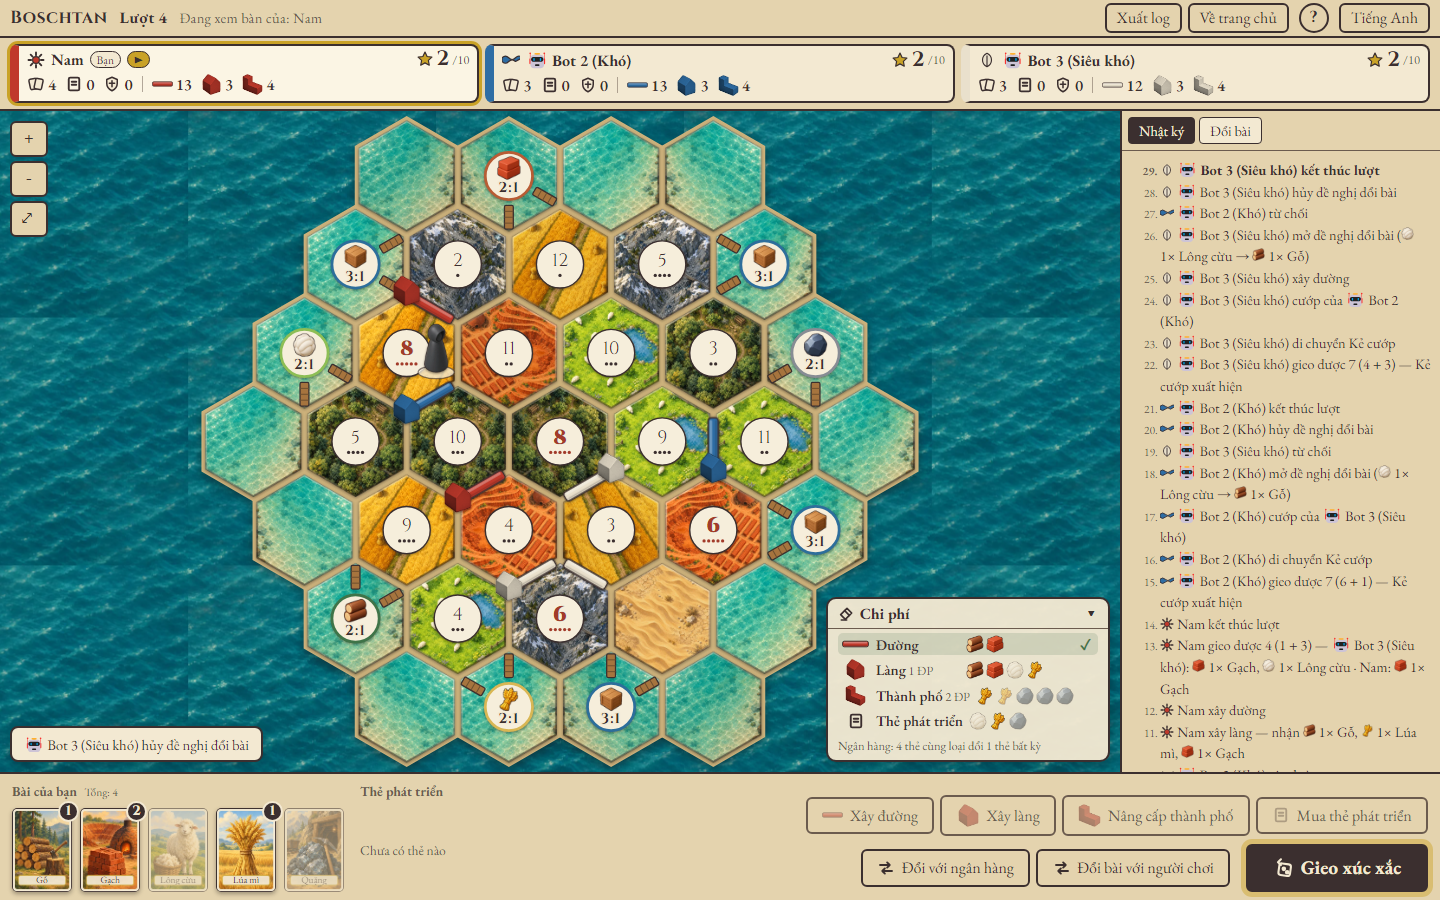 BOSCHTAN Lượt 4 Đang xem bàn của: Nam
Xuất log Về trang chủ ? Tiếng Anh
Nam Bạn 2 /10
4 0 0 13 3 4
Bot 2 (Khó) 2 /10
3 0 0 13 3 4
Bot 3 (Siêu khó) 2 /10
3 0 0 12 3 4
+
-
2:1
3:1 2 12 5 3:1
2:1 8 11 10 3 2:1
5 10 8 9 11
9 4 3 6 3:1
2:1 4 6
2:1 3:1
Nhật ký Đổi bài
29. Bot 3 (Siêu khó) kết thúc lượt
28. Bot 3 (Siêu khó) hủy đề nghị đổi bài
27. Bot 2 (Khó) từ chối
26. Bot 3 (Siêu khó) mở đề nghị đổi bài (
1× Lông cừu → 1× Gỗ)
25. Bot 3 (Siêu khó) xây đường
24. Bot 3 (Siêu khó) cướp của Bot 2
(Khó)
23. Bot 3 (Siêu khó) di chuyển Kẻ cướp
22. Bot 3 (Siêu khó) gieo được 7 (4 + 3) — Kẻ
cướp xuất hiện
21. Bot 2 (Khó) kết thúc lượt
20. Bot 2 (Khó) hủy đề nghị đổi bài
19. Bot 3 (Siêu khó) từ chối
18. Bot 2 (Khó) mở đề nghị đổi bài ( 1×
Lông cừu → 1× Gỗ)
17. Bot 2 (Khó) cướp của Bot 3 (Siêu
khó)
16. Bot 2 (Khó) di chuyển Kẻ cướp
15. Bot 2 (Khó) gieo được 7 (6 + 1) — Kẻ
cướp xuất hiện
14. Nam kết thúc lượt
13. Nam gieo được 4 (1 + 3) — Bot 3 (Siêu
khó): 1× Gạch, 1× Lông cừu · Nam: 1×
Gạch
12. Nam xây đường
11. Nam xây làng — nhận 1× Gỗ, 1× Lúa
mì, 1× Gạch
Chi phí
Đường
Làng 1 ĐP
Thành phố 2 ĐP
Thẻ phát triển
Ngân hàng: 4 thẻ cùng loại đổi 1 thẻ bất kỳ
Bot 3 (Siêu khó) hủy đề nghị đổi bài
Bài của bạn Tổng: 4
1 2 1
Gỗ Gạch Lông cừu Lúa mì Quặng
Thẻ phát triển
Chưa có thẻ nào
Xây đường Xây làng Nâng cấp thành phố Mua thẻ phát triển
Đổi với ngân hàng Đổi bài với người chơi Gieo xúc xắc